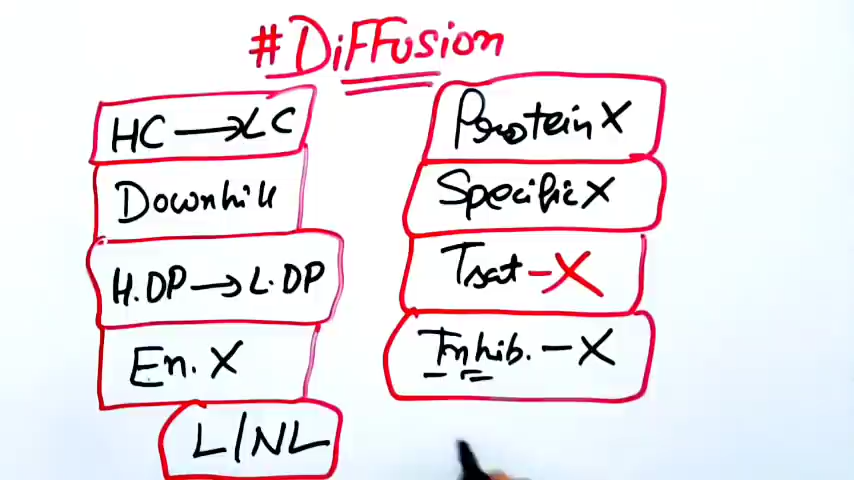 #Diffusion
HC → LC
Downhill
H.DP → L.DP
En. X
L/NL
Protein X
Specific X
Tsat - X
Inhib. - X